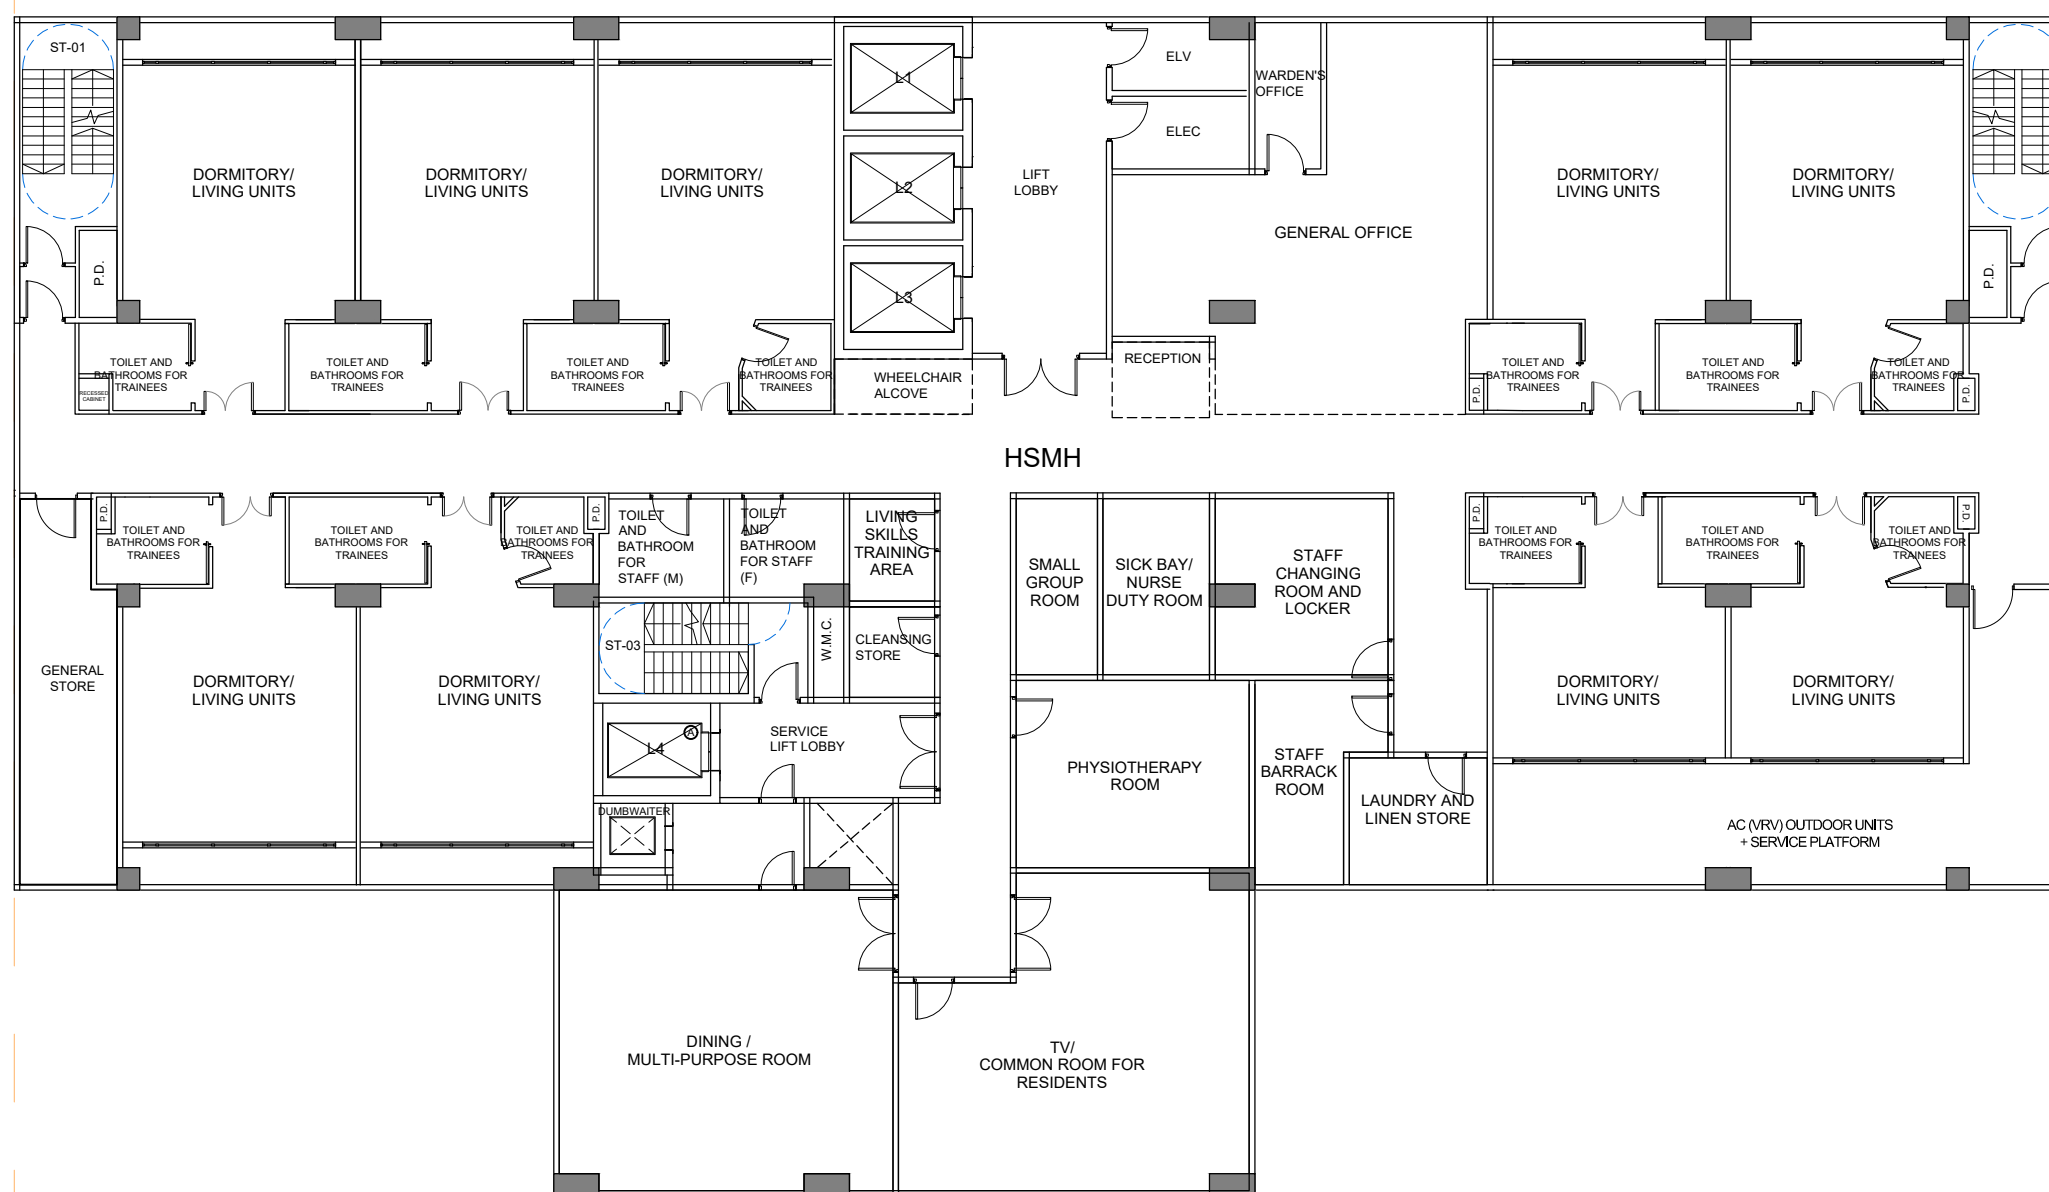 ST-01
DORMITORY/
LIVING UNITS
DORMITORY/
LIVING UNITS
DORMITORY/
LIVING UNITS
L1
L2
L3
LIFT
LOBBY
ELV
ELEC
WARDEN'S
OFFICE
GENERAL OFFICE
DORMITORY/
LIVING UNITS
DORMITORY/
LIVING UNITS
P.D.
P.D.
TOILET AND
BATHROOMS FOR
TRAINEES
RECESSED
CABINET
TOILET AND
BATHROOMS FOR
TRAINEES
TOILET AND
BATHROOMS FOR
TRAINEES
TOILET AND
BATHROOMS FOR
TRAINEES
WHEELCHAIR
ALCOVE
RECEPTION
P.D.
TOILET AND
BATHROOMS FOR
TRAINEES
TOILET AND
BATHROOMS FOR
TRAINEES
TOILET AND
BATHROOMS FOR
TRAINEES
P.D.
HSMH
P.D.
TOILET AND
BATHROOMS FOR
TRAINEES
TOILET AND
BATHROOMS FOR
TRAINEES
TOILET AND
BATHROOMS FOR
TRAINEES
P.D.
TOILET
AND
BATHROOM
FOR
STAFF (M)
TOILET
AND
BATHROOM
FOR STAFF
(F)
LIVING
SKILLS
TRAINING
AREA
SMALL
GROUP
ROOM
SICK BAY/
NURSE
DUTY ROOM
STAFF
CHANGING
ROOM AND
LOCKER
P.D.
TOILET AND
BATHROOMS FOR
TRAINEES
TOILET AND
BATHROOMS FOR
TRAINEES
TOILET AND
BATHROOMS FOR
TRAINEES
P.D.
GENERAL
STORE
DORMITORY/
LIVING UNITS
DORMITORY/
LIVING UNITS
ST-03
W.M.C.
CLEANSING
STORE
L4
A
SERVICE
LIFT LOBBY
DUMBWAITER
PHYSIOTHERAPY
ROOM
STAFF
BARRACK
ROOM
LAUNDRY AND
LINEN STORE
DORMITORY/
LIVING UNITS
DORMITORY/
LIVING UNITS
AC (VRV) OUTDOOR UNITS
+ SERVICE PLATFORM
DINING /
MULTI-PURPOSE ROOM
TV/
COMMON ROOM FOR
RESIDENTS